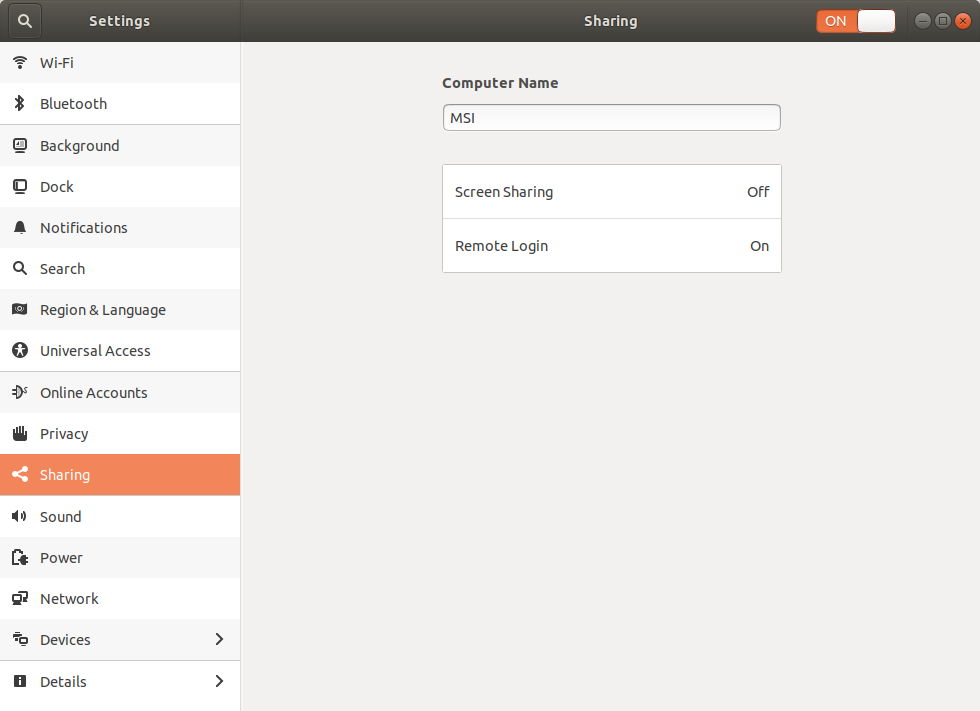 Settings
Sharing
ON
Wi-Fi
Bluetooth
Background
Dock
Notifications
Search
Region & Language
Universal Access
Online Accounts
Privacy
Sharing
Sound
Power
Network
Devices
Details
Computer Name
MSI
Screen Sharing Off
Remote Login On